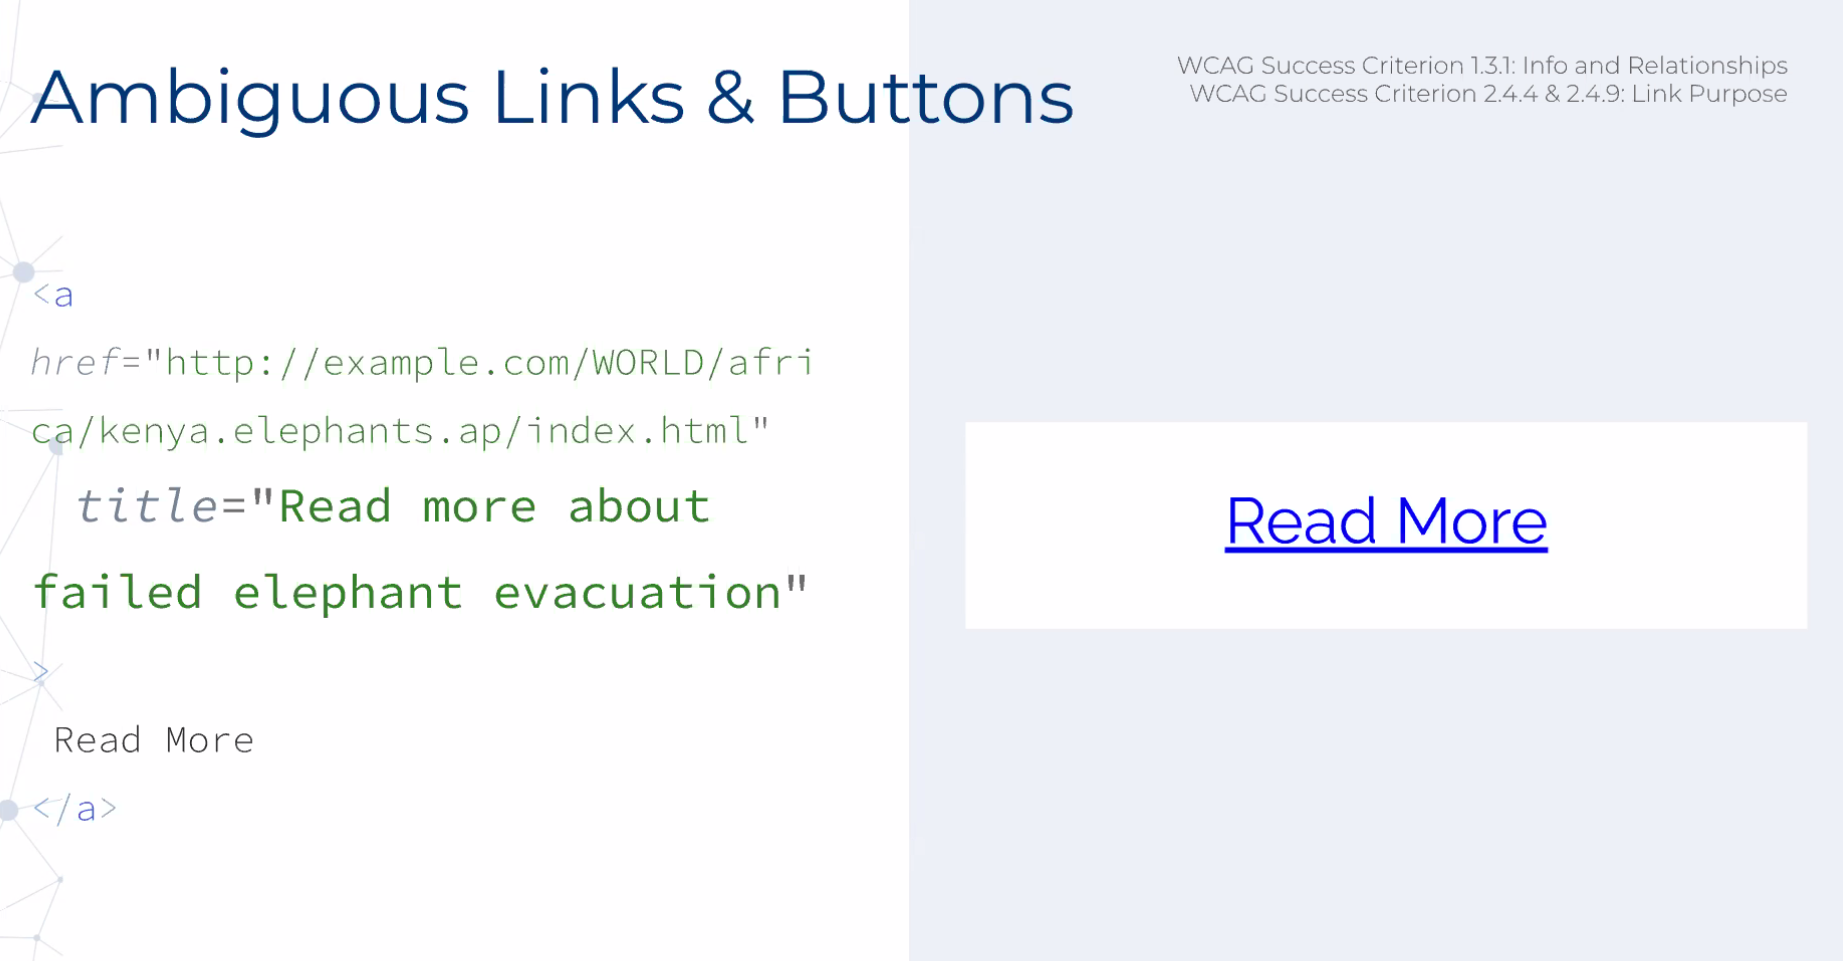 Ambiguous Links & Buttons
WCAG Success Criterion 1.3.1: Info and Relationships
WCAG Success Criterion 2.4.4 & 2.4.9: Link Purpose
<a
href="http://example.com/WORLD/afri
ca/kenya.elephants.ap/index.html"
title="Read more about
failed elephant evacuation"
>
Read More
</a>
Read More